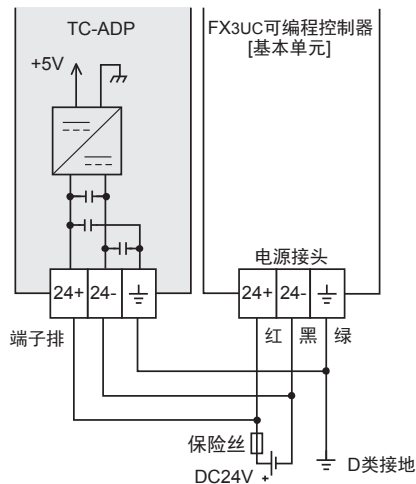 TC-ADP
FX3UC可编程控制器
[基本单元]
+5V
电源接头
24+ 24-
24+ 24-
端子排
红 黑 绿
保险丝
DC24V +
D类接地